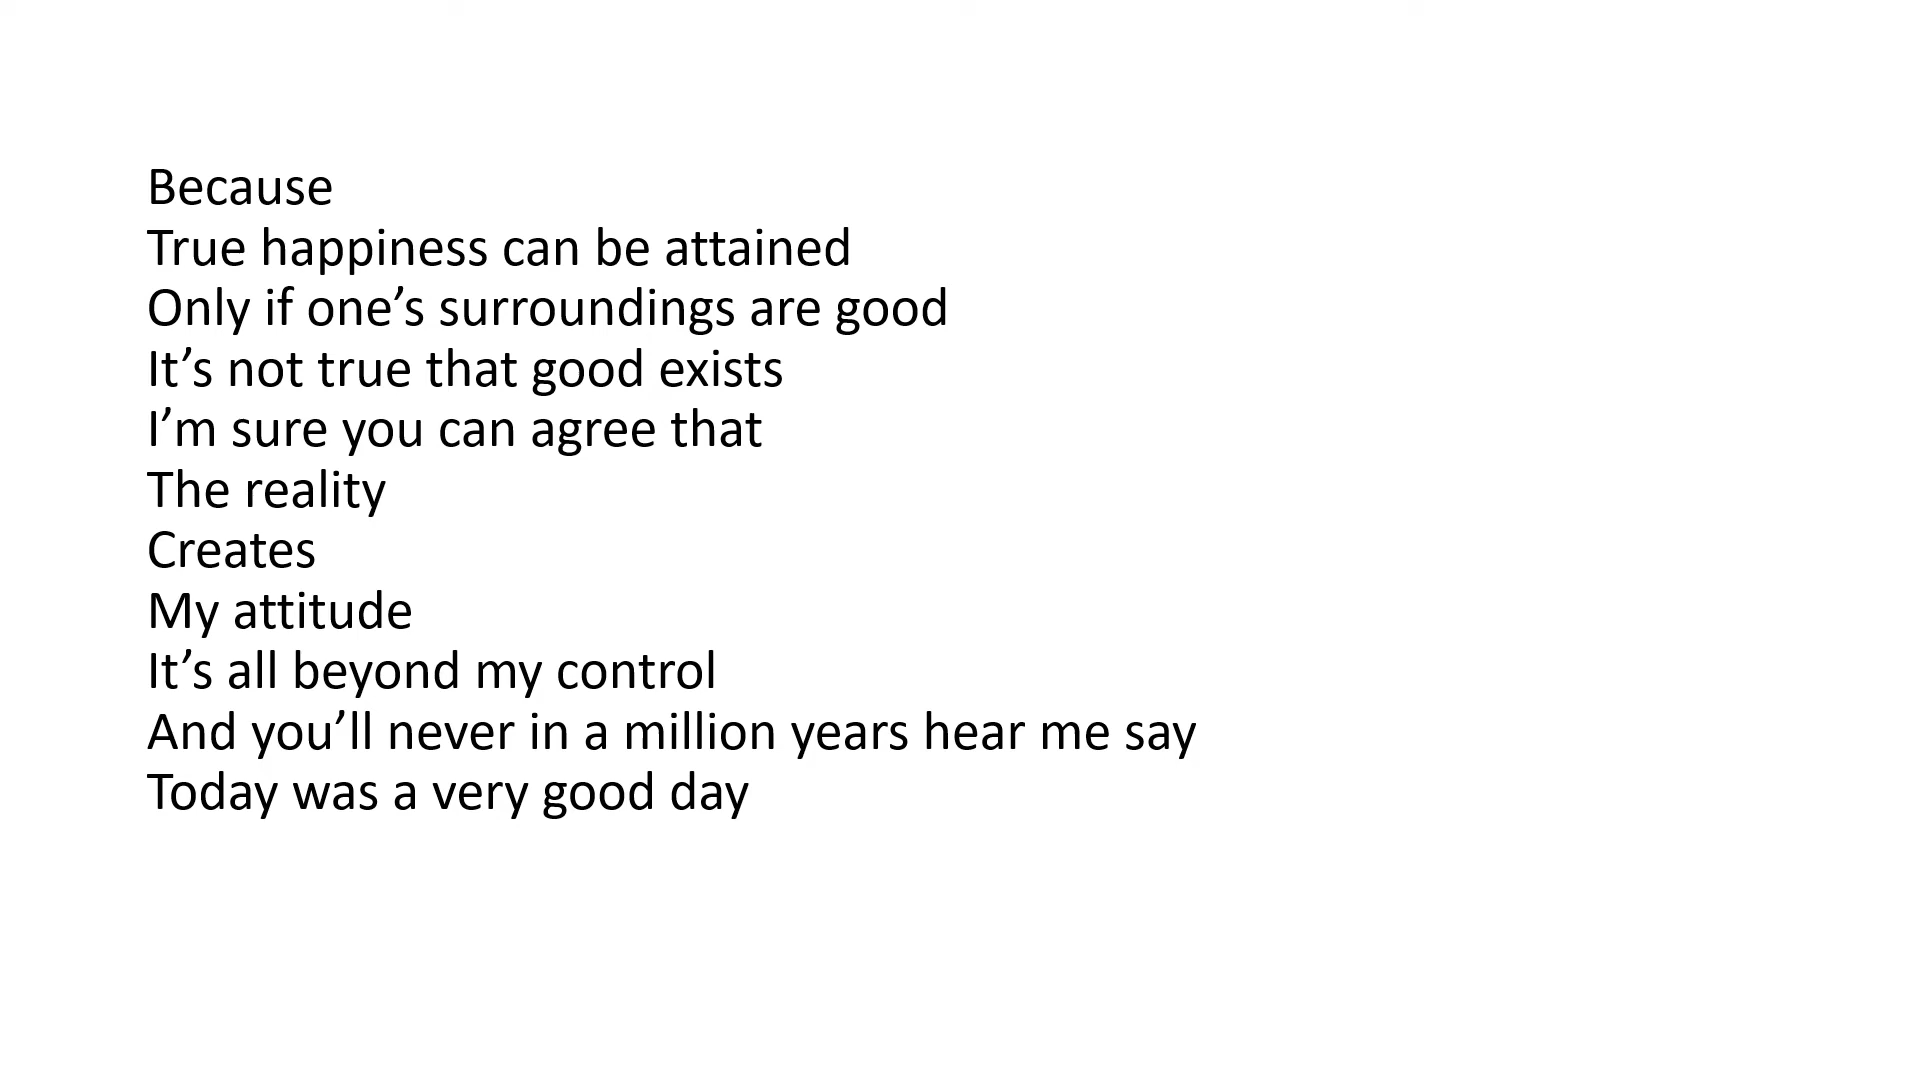 Because
True happiness can be attained
Only if one’s surroundings are good
It’s not true that good exists
I’m sure you can agree that
The reality
Creates
My attitude
It’s all beyond my control
And you’ll never in a million years hear me say
Today was a very good day